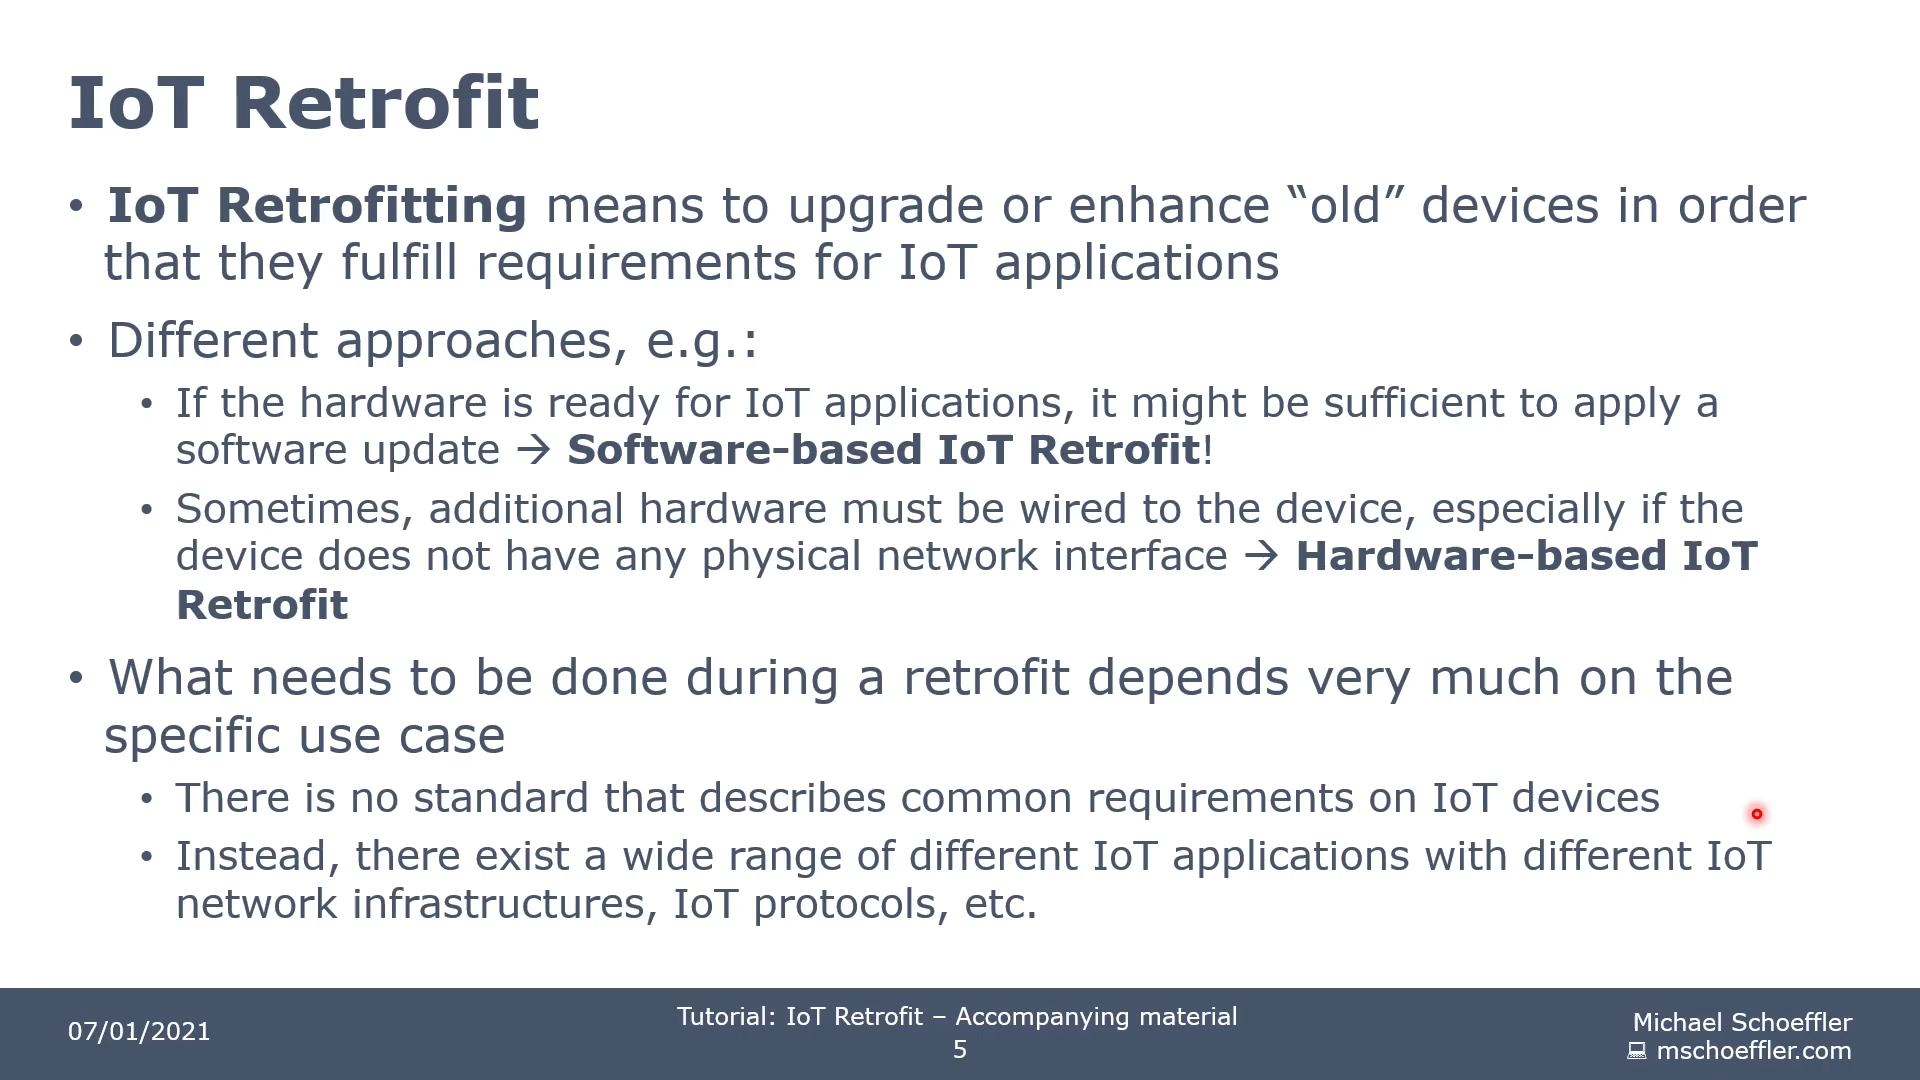 IoT Retrofit
• IoT Retrofitting means to upgrade or enhance “old” devices in order
that they fulfill requirements for IoT applications
• Different approaches, e.g.:
• If the hardware is ready for IoT applications, it might be sufficient to apply a
software update → Software-based IoT Retrofit!
• Sometimes, additional hardware must be wired to the device, especially if the
device does not have any physical network interface → Hardware-based IoT
Retrofit
• What needs to be done during a retrofit depends very much on the
specific use case
• There is no standard that describes common requirements on IoT devices
• Instead, there exist a wide range of different IoT applications with different IoT
network infrastructures, IoT protocols, etc.
07/01/2021
Tutorial: IoT Retrofit – Accompanying material
5
Michael Schoeffler
💻 mschoeffler.com